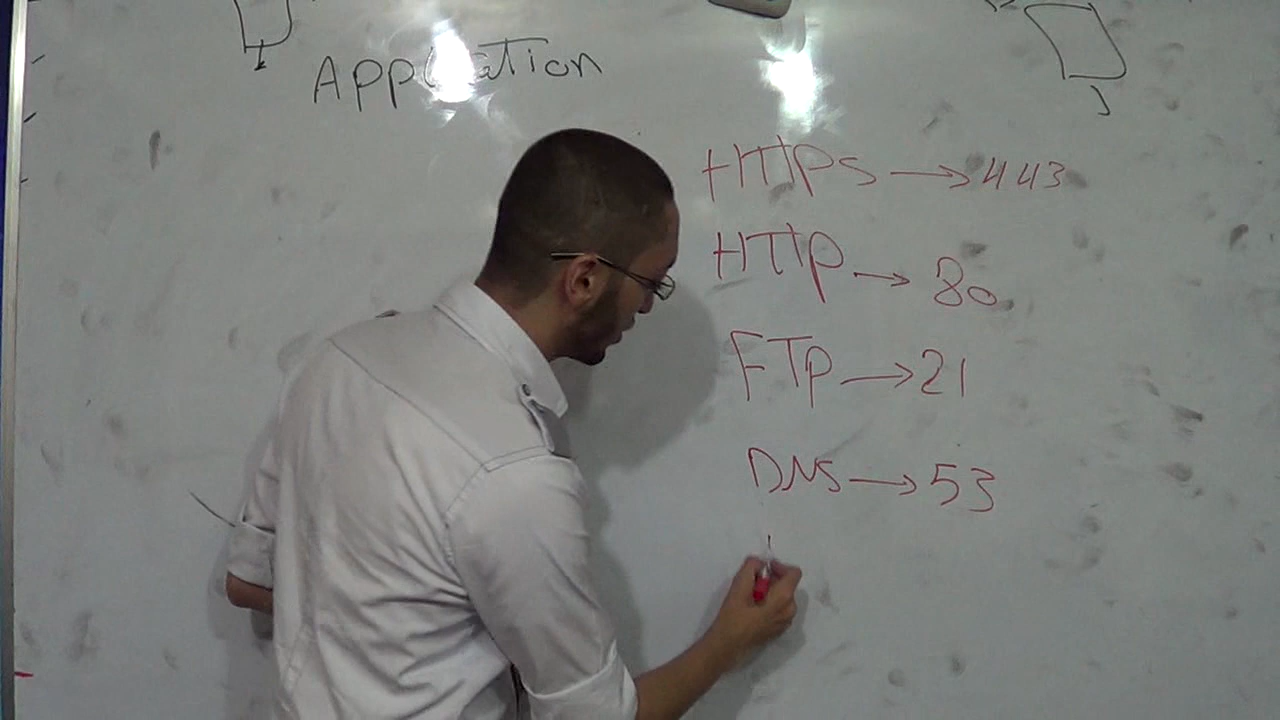 Application
HTTPS → 443
HTTP → 80
FTP → 21
DNS → 53